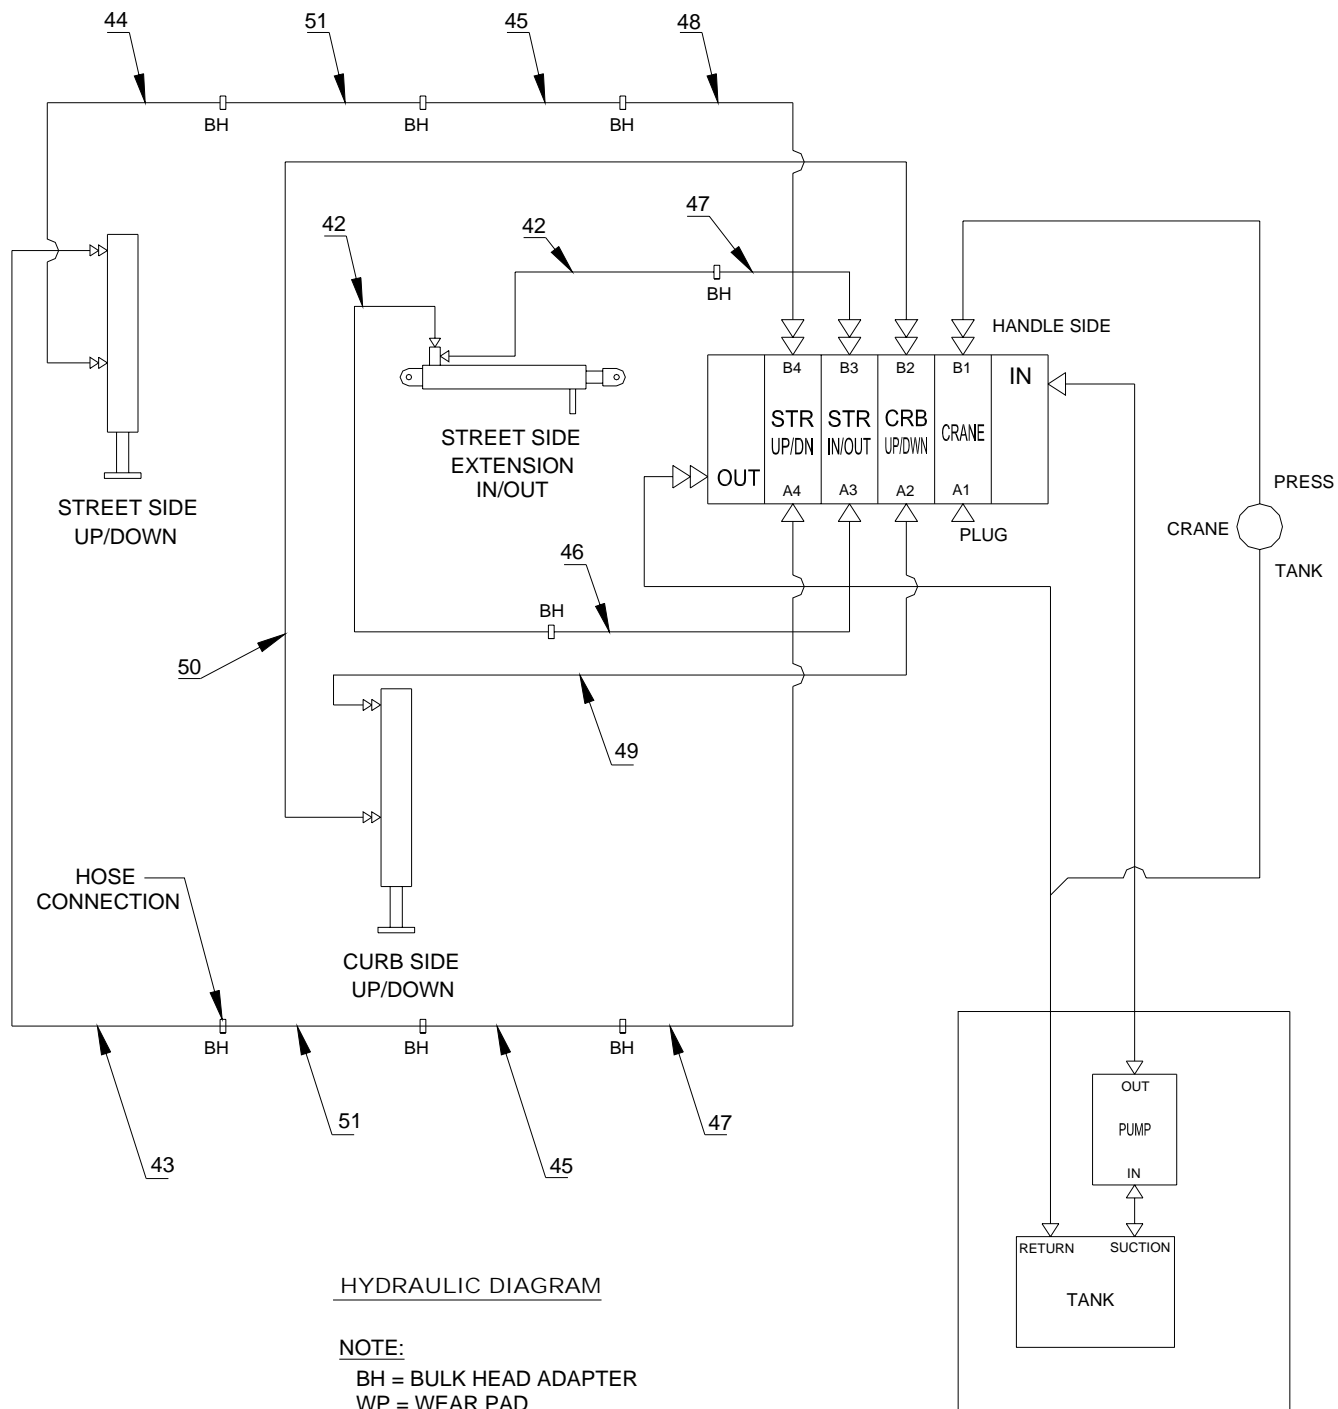 44
51
45
48
BH
BH
BH
42
42
47
BH
HANDLE SIDE
B4
B3
B2
B1
IN
STR
UP/DN
STR
IN/OUT
CRB
UP/DWN
CRANE
OUT
A4
A3
A2
A1
PLUG
STREET SIDE
EXTENSION
IN/OUT
STREET SIDE
UP/DOWN
PRESS
CRANE
TANK
46
BH
50
49
HOSE
CONNECTION
CURB SIDE
UP/DOWN
BH
BH
BH
43
51
45
47
OUT
PUMP
IN
RETURN
SUCTION
TANK
HYDRAULIC DIAGRAM
NOTE:
BH = BULK HEAD ADAPTER
WP = WEAR PAD